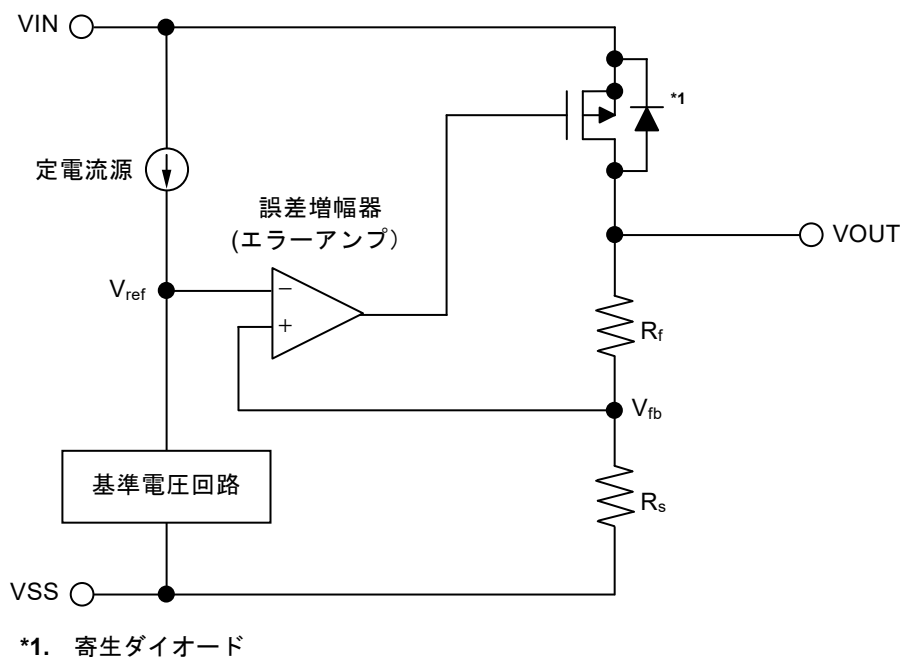 VIN
*1
定電流源
誤差増幅器
(エラーアンプ）
VOUT
Vref
−
+
Rf
Vfb
基準電圧回路
Rs
VSS
*1. 寄生ダイオード